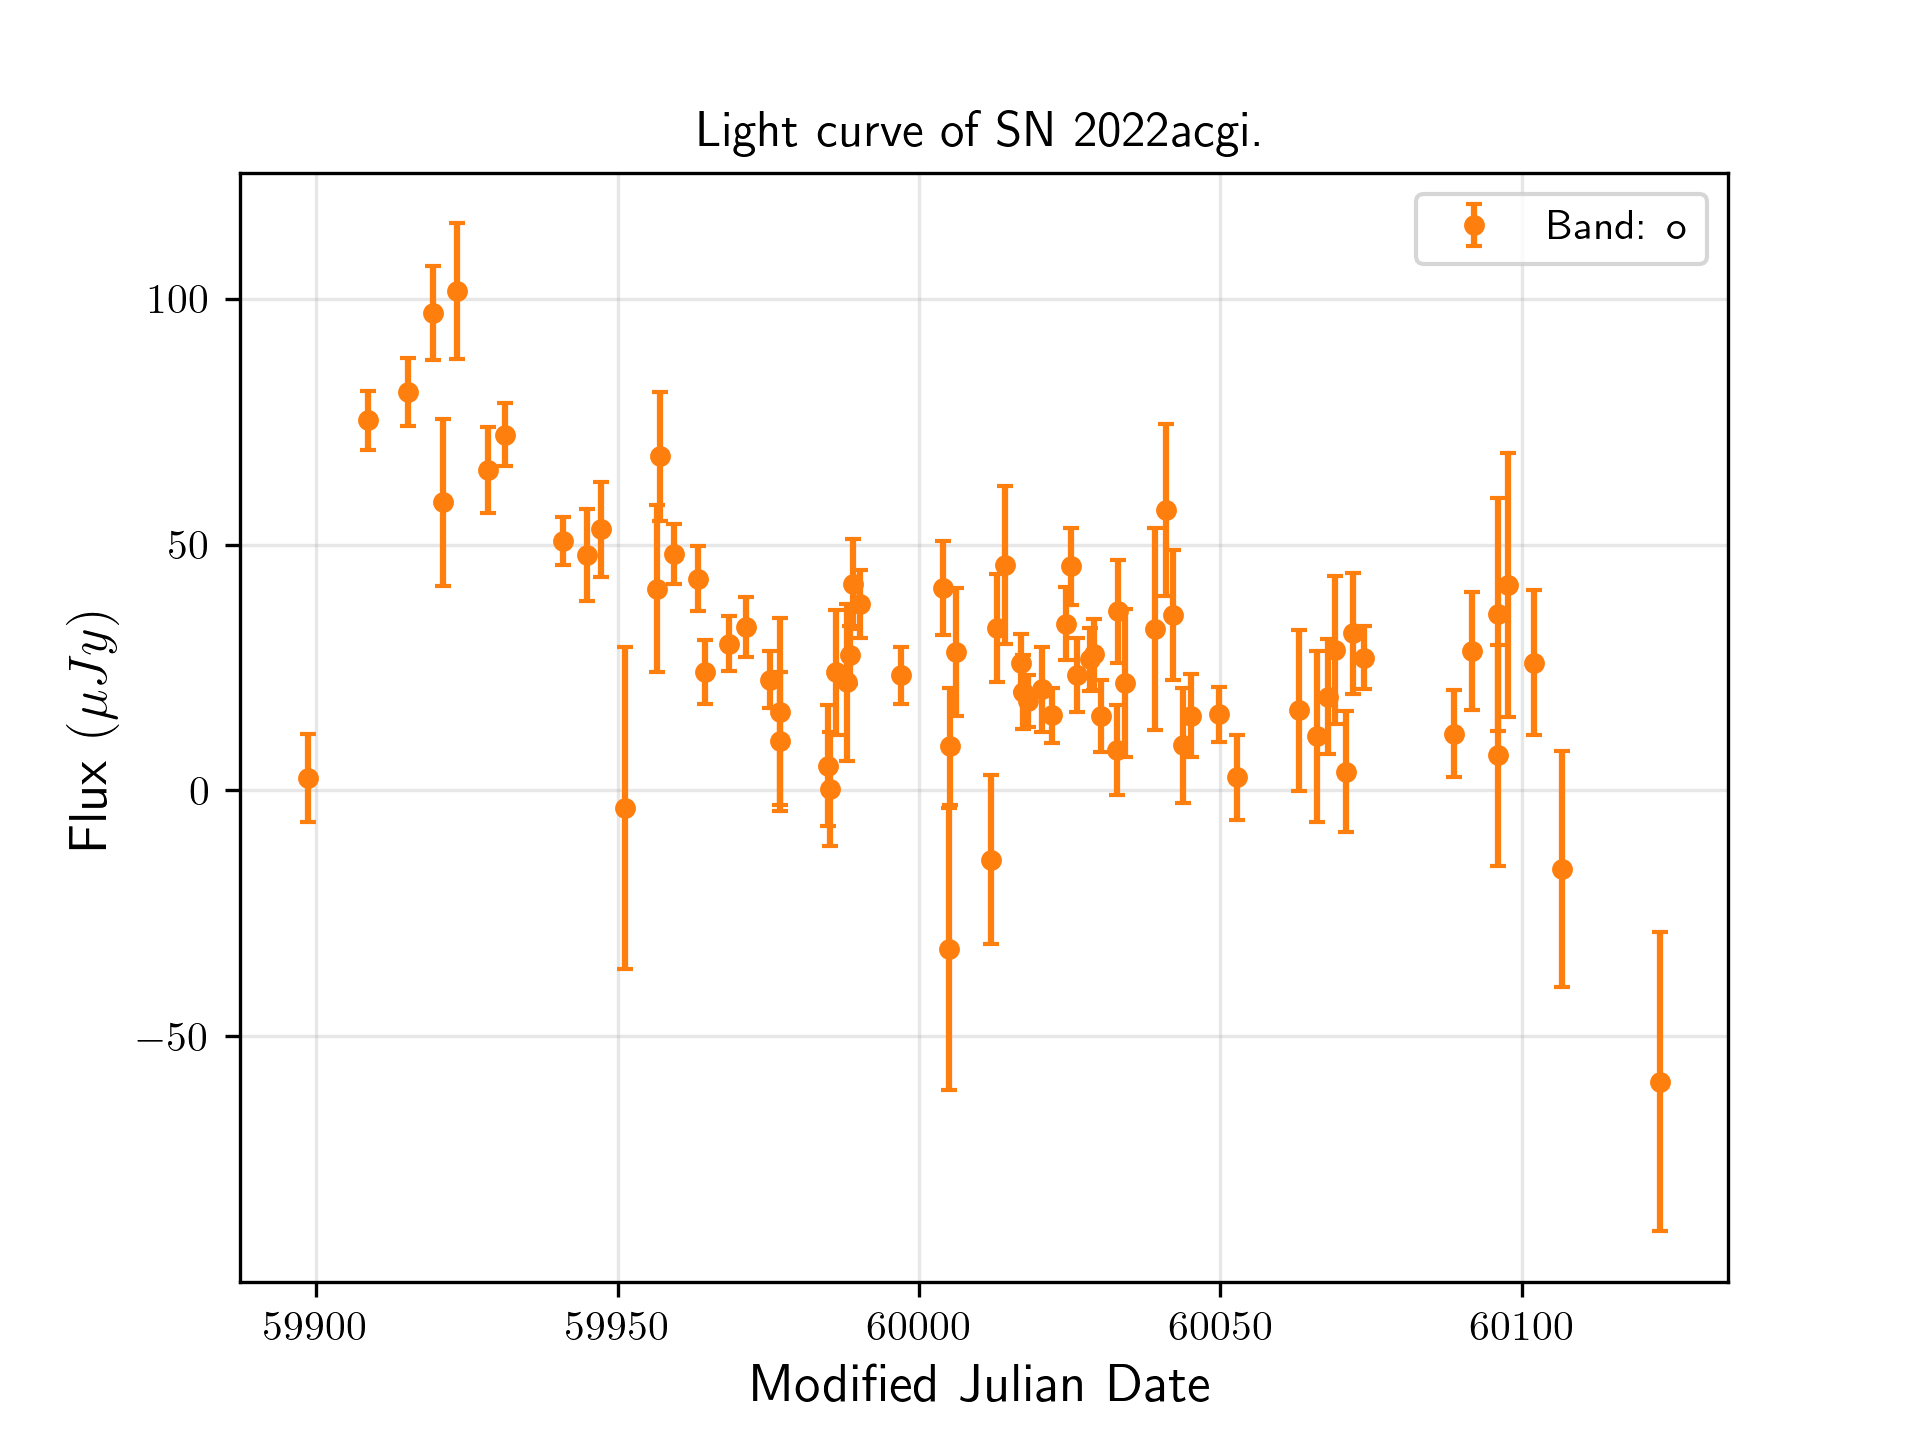 Light curve of SN 2022acgi.
Band: o
100
50
0
−50
Flux (μJy)
59900 59950 60000 60050 60100
Modified Julian Date